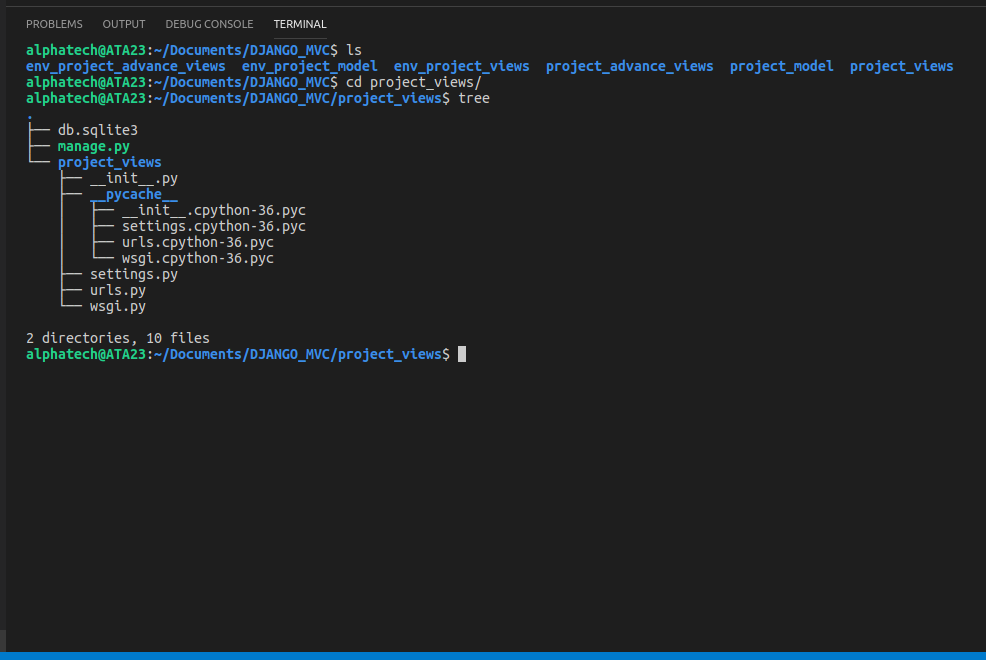 PROBLEMS OUTPUT DEBUG CONSOLE TERMINAL
alphatech@ATA23:~/Documents/DJANGO_MVC$ ls
env_project_advance_views  env_project_model  env_project_views  project_advance_views  project_model  project_views
alphatech@ATA23:~/Documents/DJANGO_MVC$ cd project_views/
alphatech@ATA23:~/Documents/DJANGO_MVC/project_views$ tree
.
├── db.sqlite3
├── manage.py
└── project_views
    ├── __init__.py
    ├── __pycache__
    │   ├── __init__.cpython-36.pyc
    │   ├── settings.cpython-36.pyc
    │   ├── urls.cpython-36.pyc
    │   └── wsgi.cpython-36.pyc
    ├── settings.py
    ├── urls.py
    └── wsgi.py
2 directories, 10 files
alphatech@ATA23:~/Documents/DJANGO_MVC/project_views$